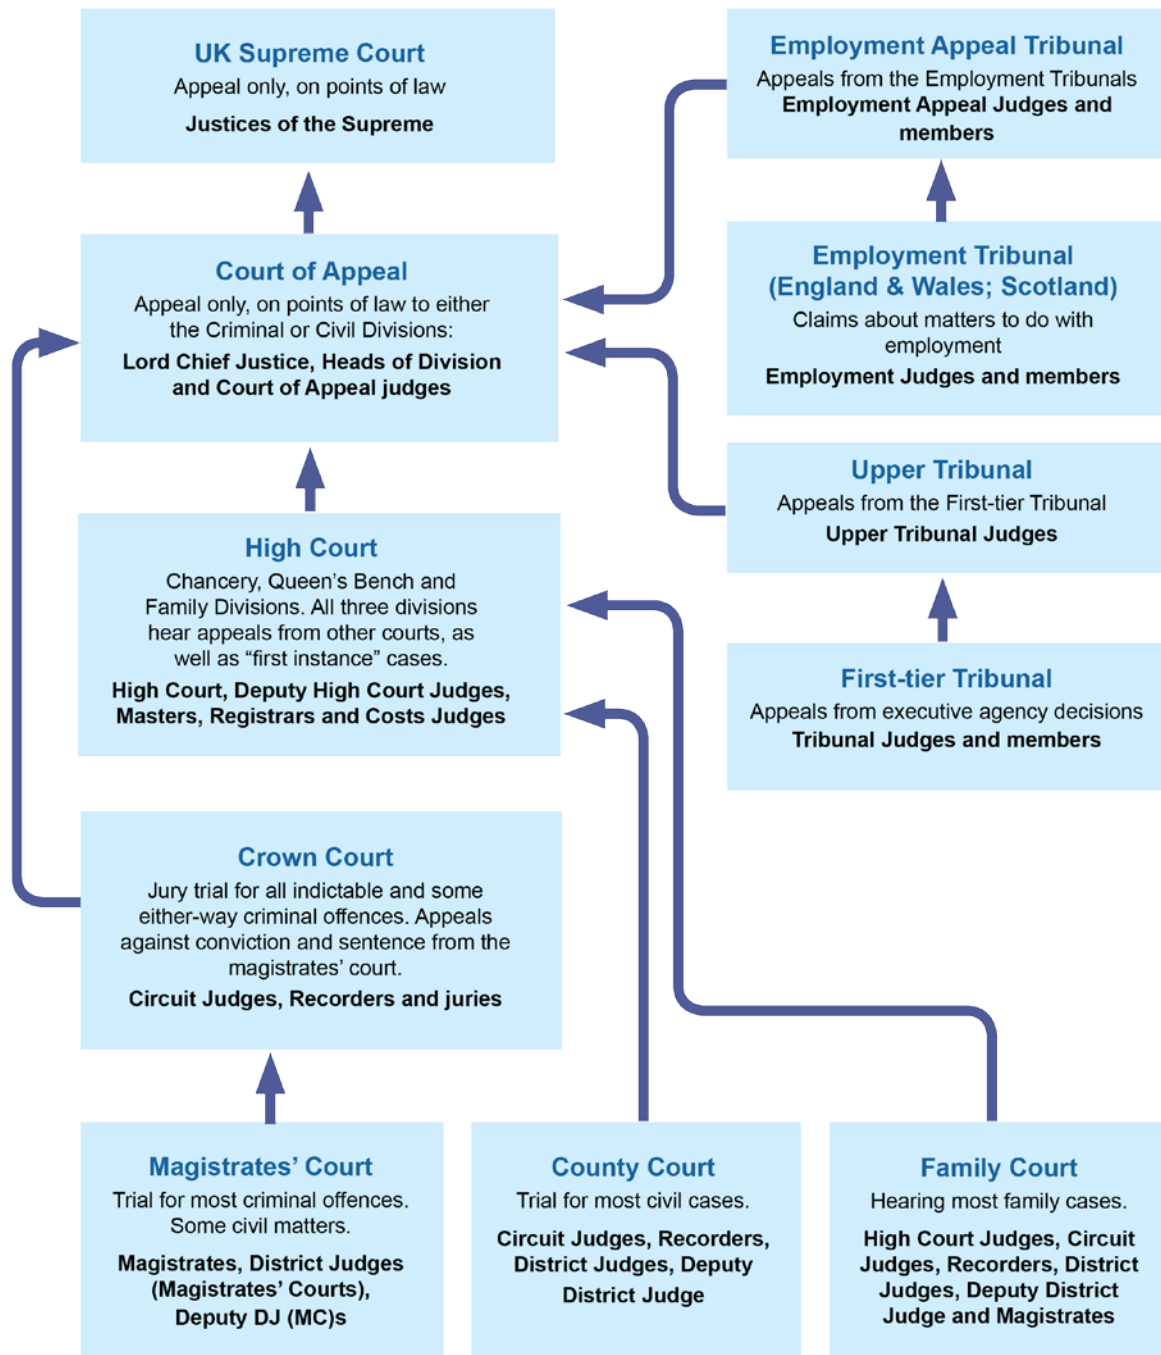 UK Supreme Court
Appeal only, on points of law
Justices of the Supreme
Court of Appeal
Appeal only, on points of law to either
the Criminal or Civil Divisions:
Lord Chief Justice, Heads of Division
and Court of Appeal judges
High Court
Chancery, Queen’s Bench and
Family Divisions. All three divisions
hear appeals from other courts, as
well as “first instance” cases.
High Court, Deputy High Court Judges,
Masters, Registrars and Costs Judges
Crown Court
Jury trial for all indictable and some
either-way criminal offences. Appeals
against conviction and sentence from the
magistrates’ court.
Circuit Judges, Recorders and juries
Magistrates’ Court
Trial for most criminal offences.
Some civil matters.
Magistrates, District Judges
(Magistrates’ Courts),
Deputy DJ (MC)s
County Court
Trial for most civil cases.
Circuit Judges, Recorders,
District Judges, Deputy
District Judge
Family Court
Hearing most family cases.
High Court Judges, Circuit
Judges, Recorders, District
Judges, Deputy District
Judge and Magistrates
Employment Appeal Tribunal
Appeals from the Employment Tribunals
Employment Appeal Judges and
members
Employment Tribunal
(England & Wales; Scotland)
Claims about matters to do with
employment
Employment Judges and members
Upper Tribunal
Appeals from the First-tier Tribunal
Upper Tribunal Judges
First-tier Tribunal
Appeals from executive agency decisions
Tribunal Judges and members